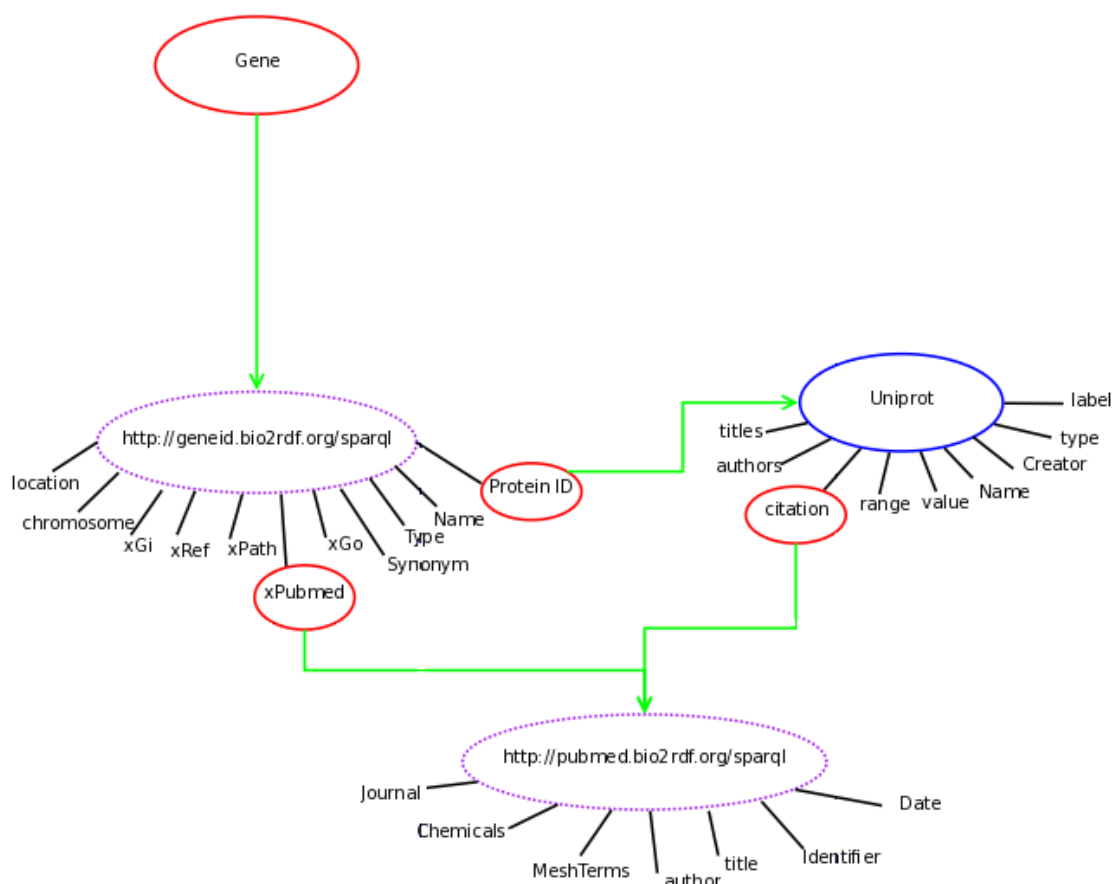 Gene
http://geneid.bio2rdf.org/sparql
location
chromosome
xGi
xRef
xPath
xPubmed
xGo
Synonym
Type
Name
Protein ID
Uniprot
titles
authors
citation
range
value
Name
Creator
type
label
http://pubmed.bio2rdf.org/sparql
Journal
Chemicals
MeshTerms
author
title
Identifier
Date